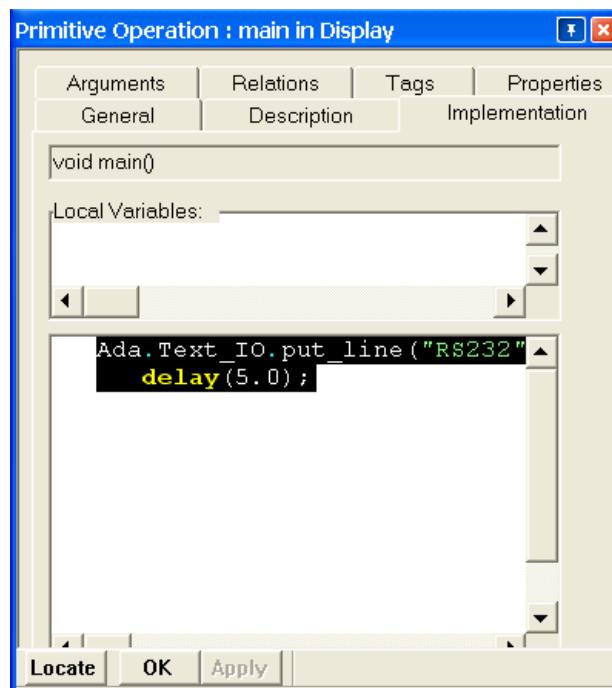 Primitive Operation : main in Display
Arguments Relations Tags Properties
General Description Implementation
void main()
Local Variables:
Ada.Text_IO.put_line("RS232"
delay(5.0);
Locate OK Apply